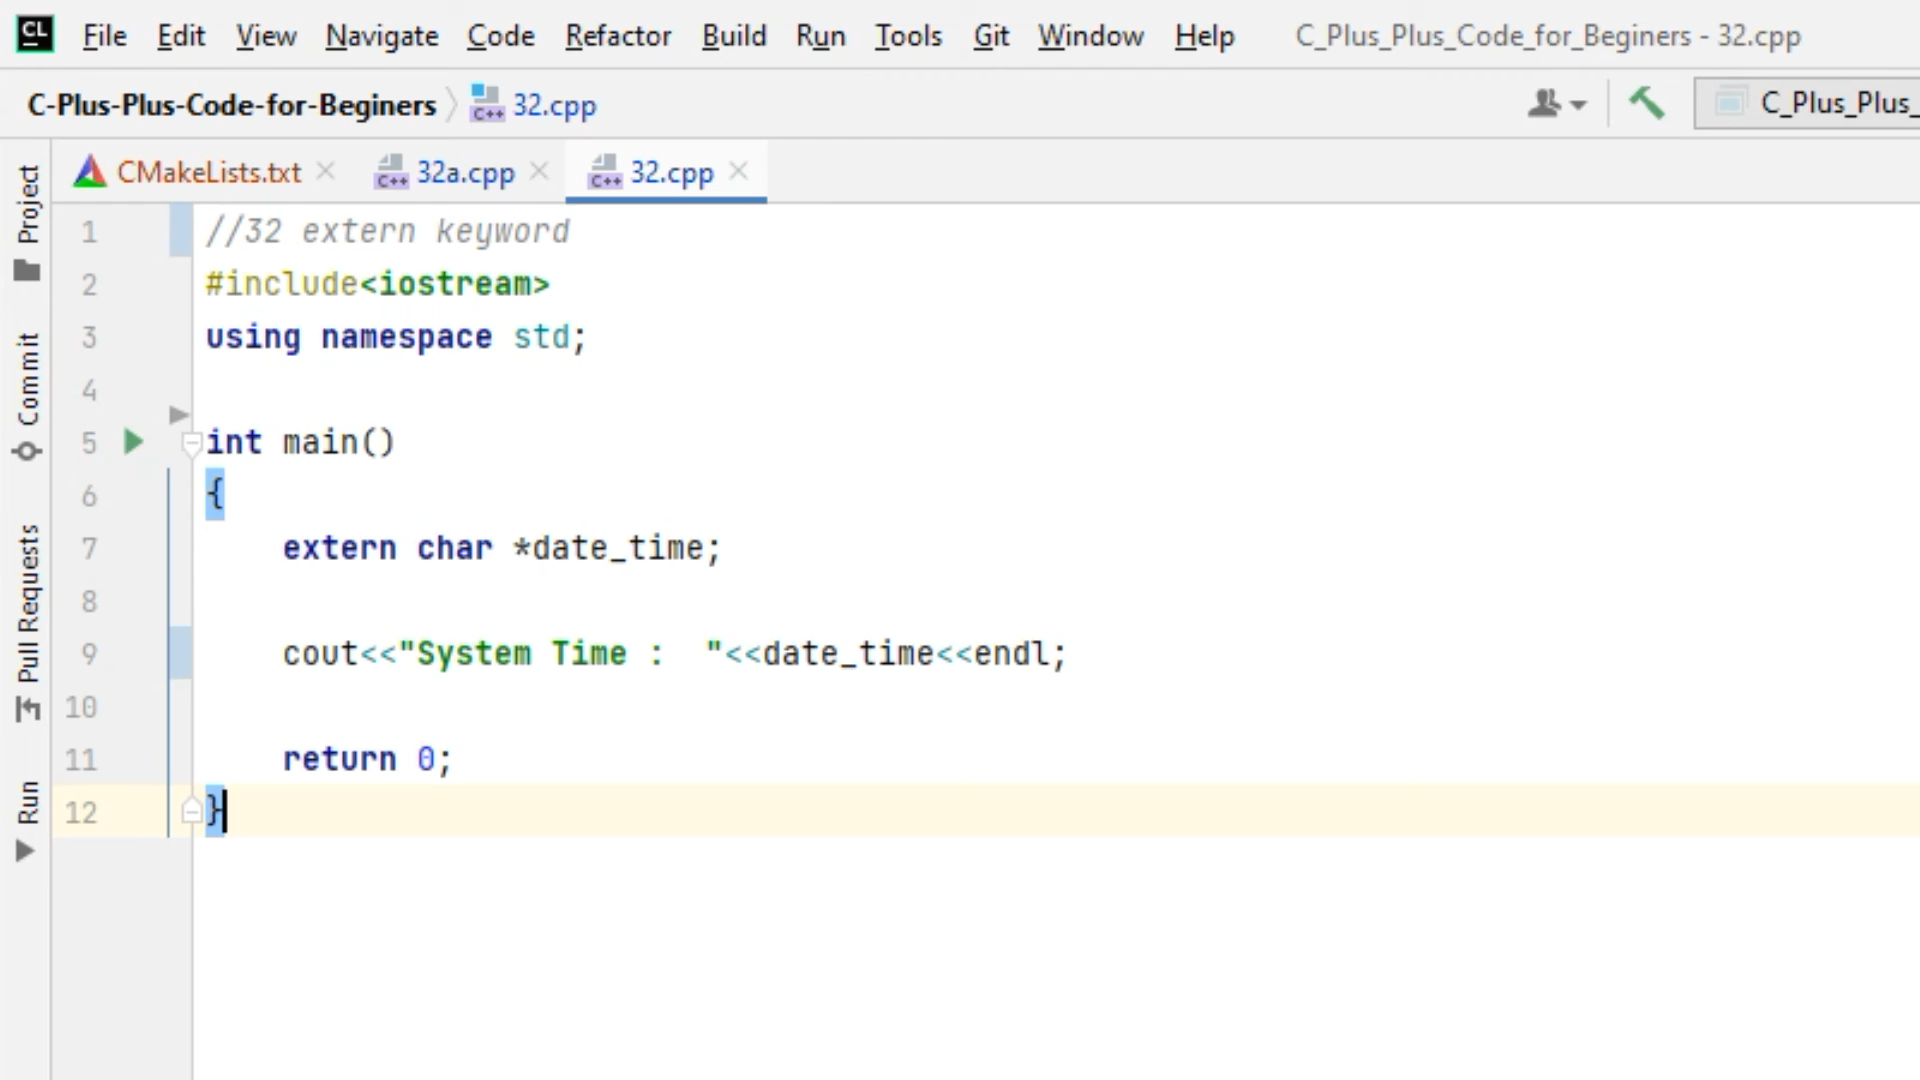 CL File Edit View Navigate Code Refactor Build Run Tools Git Window Help C_Plus_Plus_Code_for_Beginers - 32.cpp
C-Plus-Plus-Code-for-Beginers C++ 32.cpp C_Plus_Plus_
CMakeLists.txt C++ 32a.cpp C++ 32.cpp
Project
Commit
Pull Requests
Run
1 //32 extern keyword
2 #include<iostream>
3 using namespace std;
4
5 int main()
6 {
7 extern char *date_time;
8
9 cout<<"System Time :  "<<date_time<<endl;
10
11 return 0;
12 }